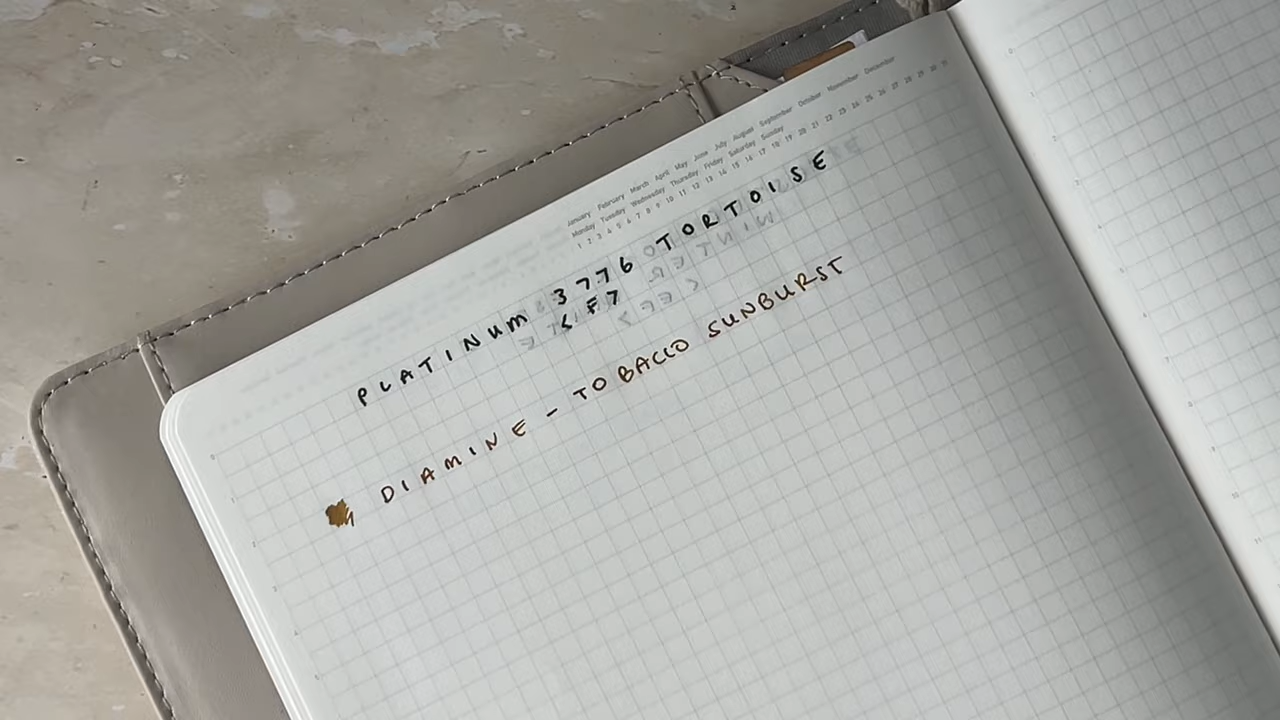 January February March April May June July August September October November December
Monday Tuesday Wednesday Thursday Friday Saturday Sunday
1 2 3 4 5 6 7 8 9 10 11 12 13 14 15 16 17 18 19 20 21 22 23 24 25 26 27 28 29 30 31
PLATINUM 3776 TORTOISE
<F7
DIAMINE - TOBACCO SUNBURST